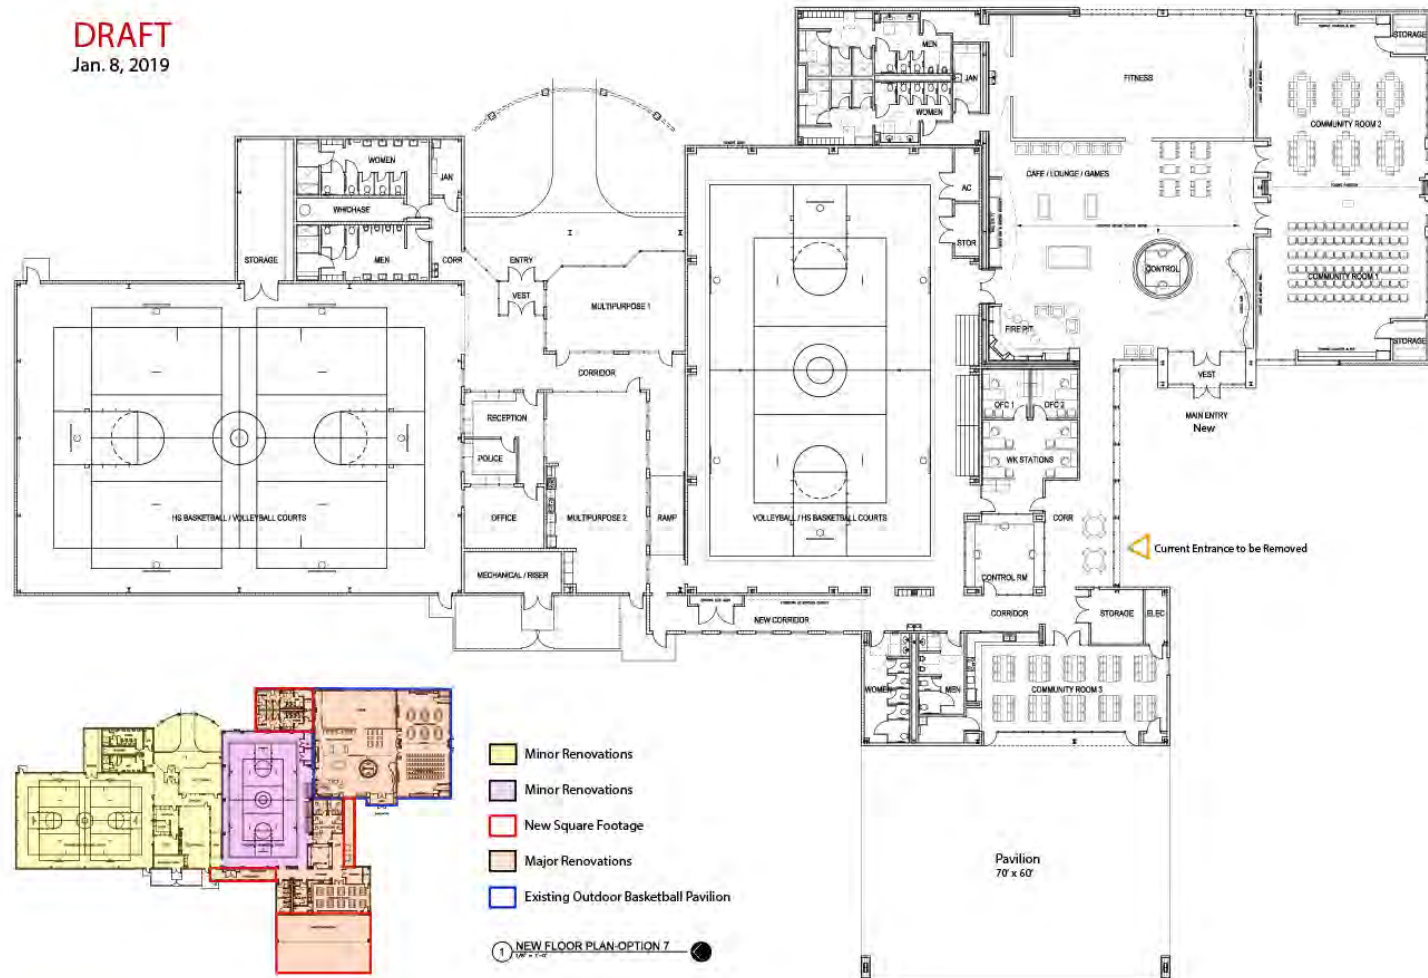 DRAFT
Jan. 8, 2019
MEN
JAN
WOMEN
FITNESS
STORAGE
COMMUNITY ROOM 2
WOMEN
JAN
WHICHASE
MEN
CORR
STORAGE
ENTRY
VEST
MULTIPURPOSE 1
CORRIDOR
AC
STOR
CAFE / LOUNGE / GAMES
CONTROL
COMMUNITY ROOM 1
FIRE PIT
STORAGE
VEST
MAIN ENTRY
New
RECEPTION
POLICE
OFFICE
MULTIPURPOSE 2
RAMP
MECHANICAL / RISER
HS BASKETBALL / VOLLEYBALL COURTS
VOLLEYBALL / HS BASKETBALL COURTS
OFC 1
OFC 2
WK STATIONS
CORR
Current Entrance to be Removed
CONTROL RM
CORRIDOR
STORAGE
ELEC
NEW CORRIDOR
WOMEN
MEN
COMMUNITY ROOM 3
Minor Renovations
Minor Renovations
New Square Footage
Major Renovations
Existing Outdoor Basketball Pavilion
Pavilion
70' x 60'
1
NEW FLOOR PLAN-OPTION 7